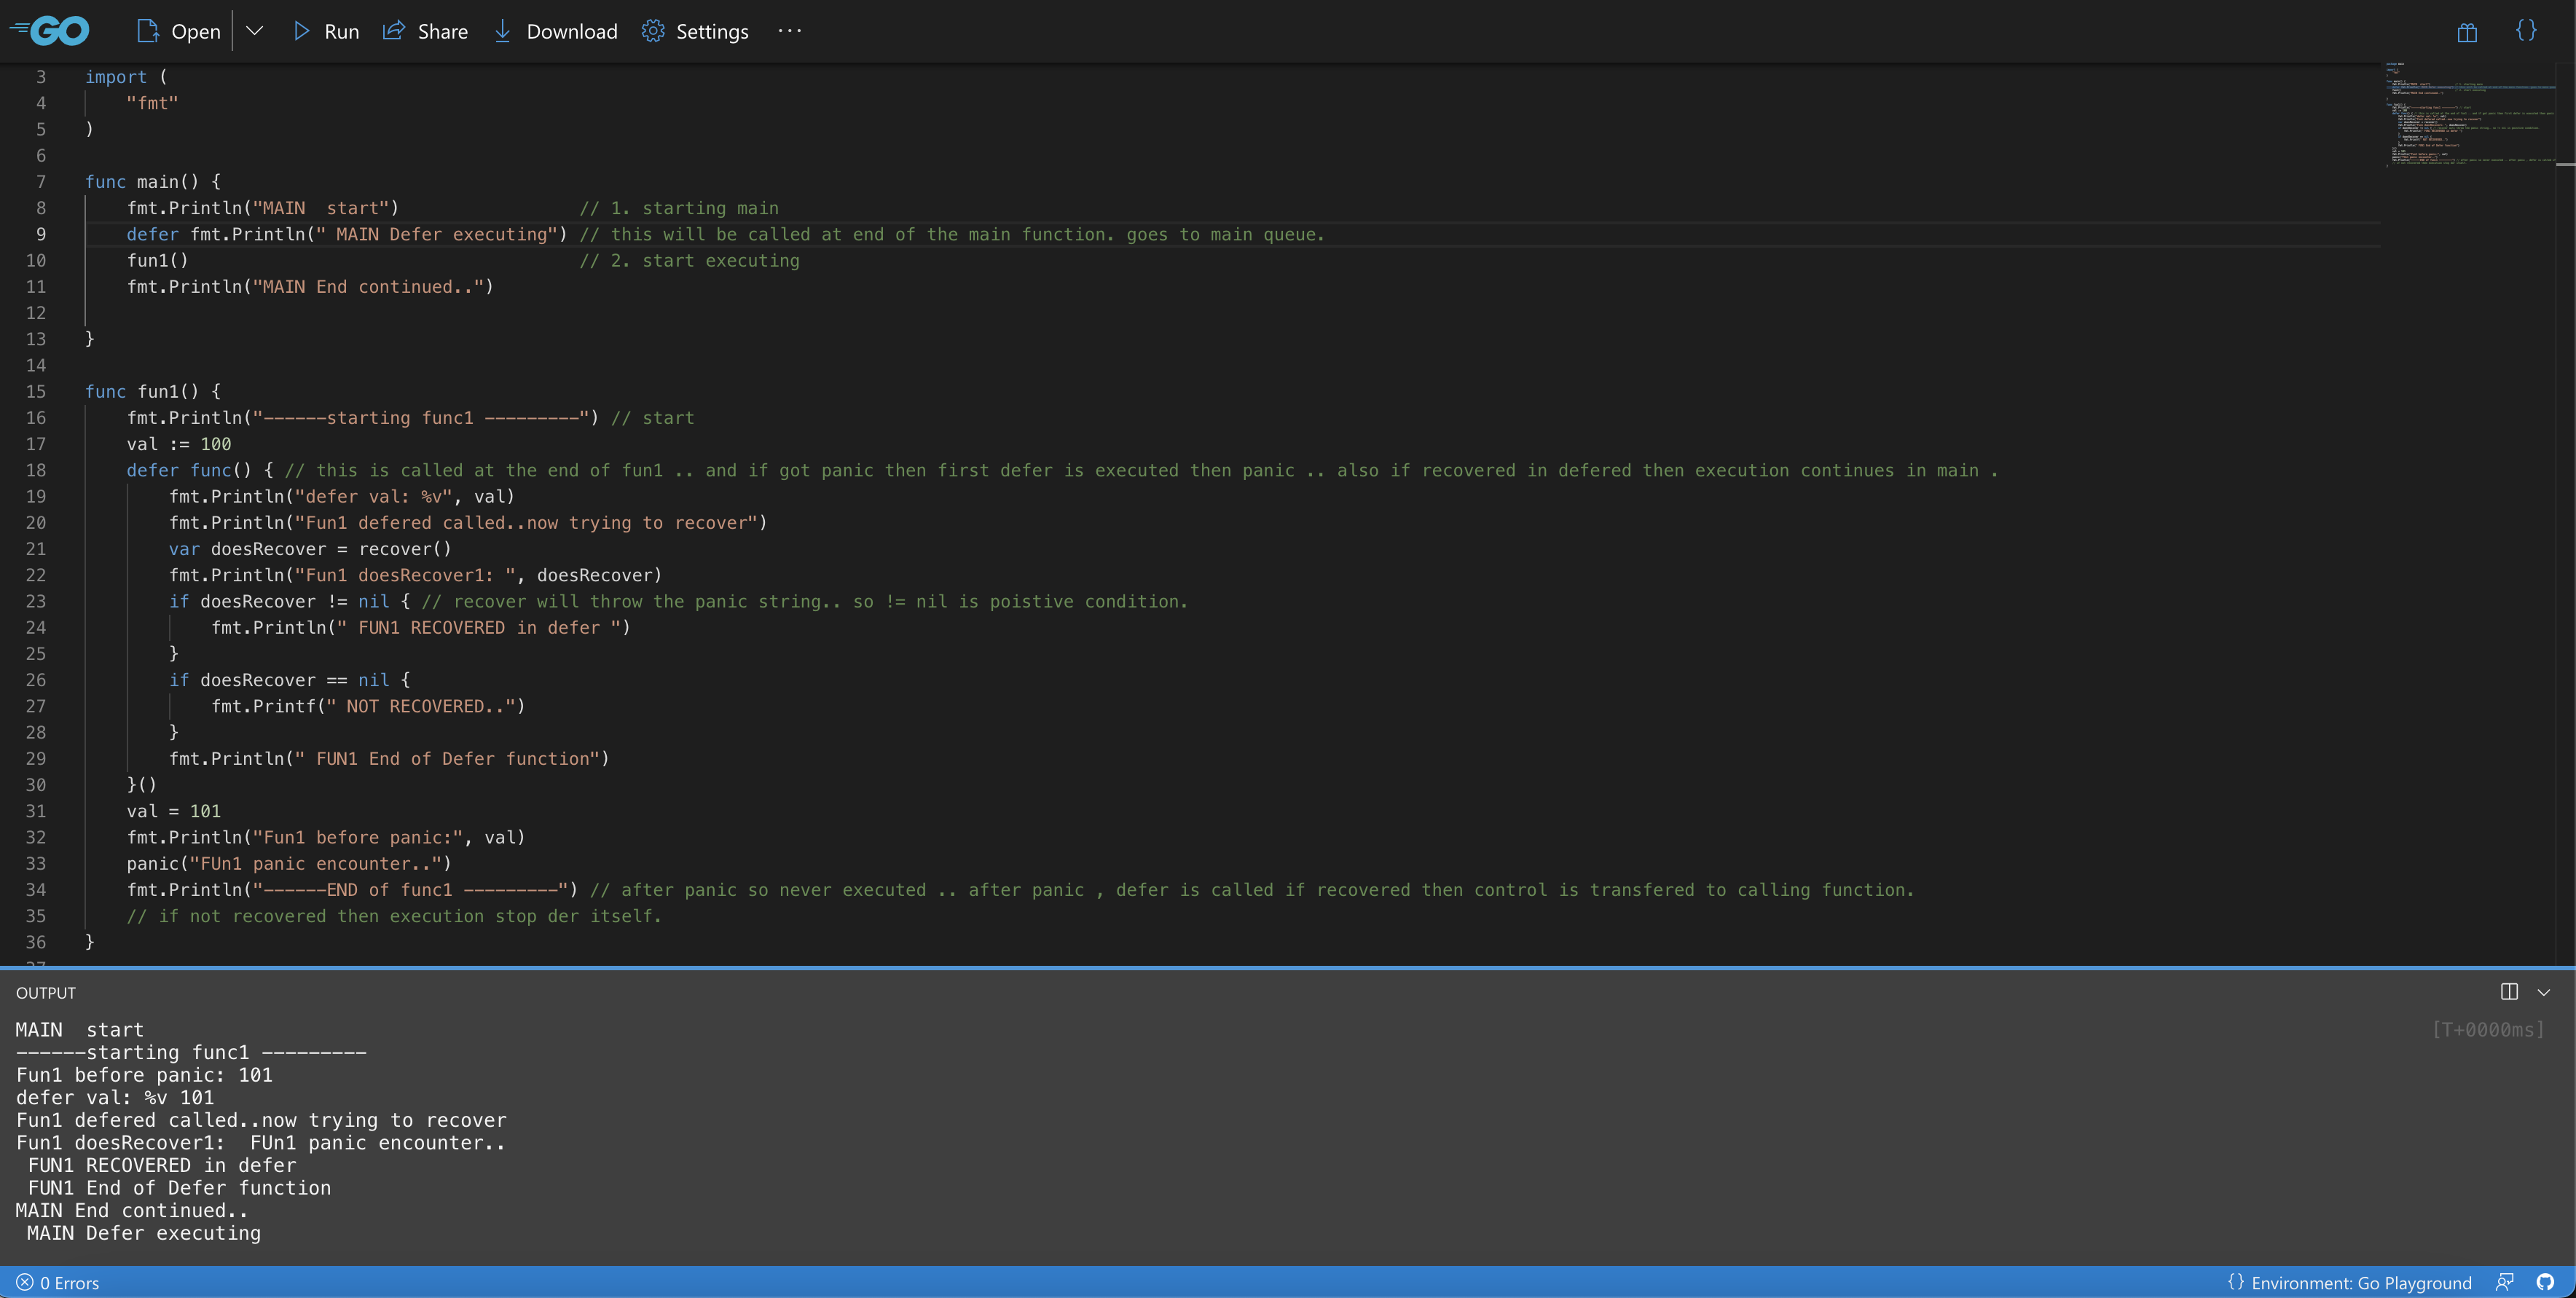 GO Open Run Share Download Settings ... {}
3 import (
4 "fmt"
5 )
6
7 func main() {
8 fmt.Println("MAIN  start") // 1. starting main
9 defer fmt.Println(" MAIN Defer executing") // this will be called at end of the main function. goes to main queue.
10 fun1() // 2. start executing
11 fmt.Println("MAIN End continued..")
12
13 }
14
15 func fun1() {
16 fmt.Println("------starting func1 ---------") // start
17 val := 100
18 defer func() { // this is called at the end of fun1 .. and if got panic then first defer is executed then panic .. also if recovered in defered then execution continues in main .
19 fmt.Println("defer val: %v", val)
20 fmt.Println("Fun1 defered called..now trying to recover")
21 var doesRecover = recover()
22 fmt.Println("Fun1 doesRecover1: ", doesRecover)
23 if doesRecover != nil { // recover will throw the panic string.. so != nil is poistive condition.
24 fmt.Println(" FUN1 RECOVERED in defer ")
25 }
26 if doesRecover == nil {
27 fmt.Printf(" NOT RECOVERED..")
28 }
29 fmt.Println(" FUN1 End of Defer function")
30 }()
31 val = 101
32 fmt.Println("Fun1 before panic:", val)
33 panic("FUn1 panic encounter..")
34 fmt.Println("------END of func1 ---------") // after panic so never executed .. after panic , defer is called if recovered then control is transfered to calling function.
35 // if not recovered then execution stop der itself.
36 }
OUTPUT
MAIN  start [T+0000ms]
------starting func1 ---------
Fun1 before panic: 101
defer val: %v 101
Fun1 defered called..now trying to recover
Fun1 doesRecover1:  FUn1 panic encounter..
FUN1 RECOVERED in defer
FUN1 End of Defer function
MAIN End continued..
MAIN Defer executing
0 Errors {} Environment: Go Playground